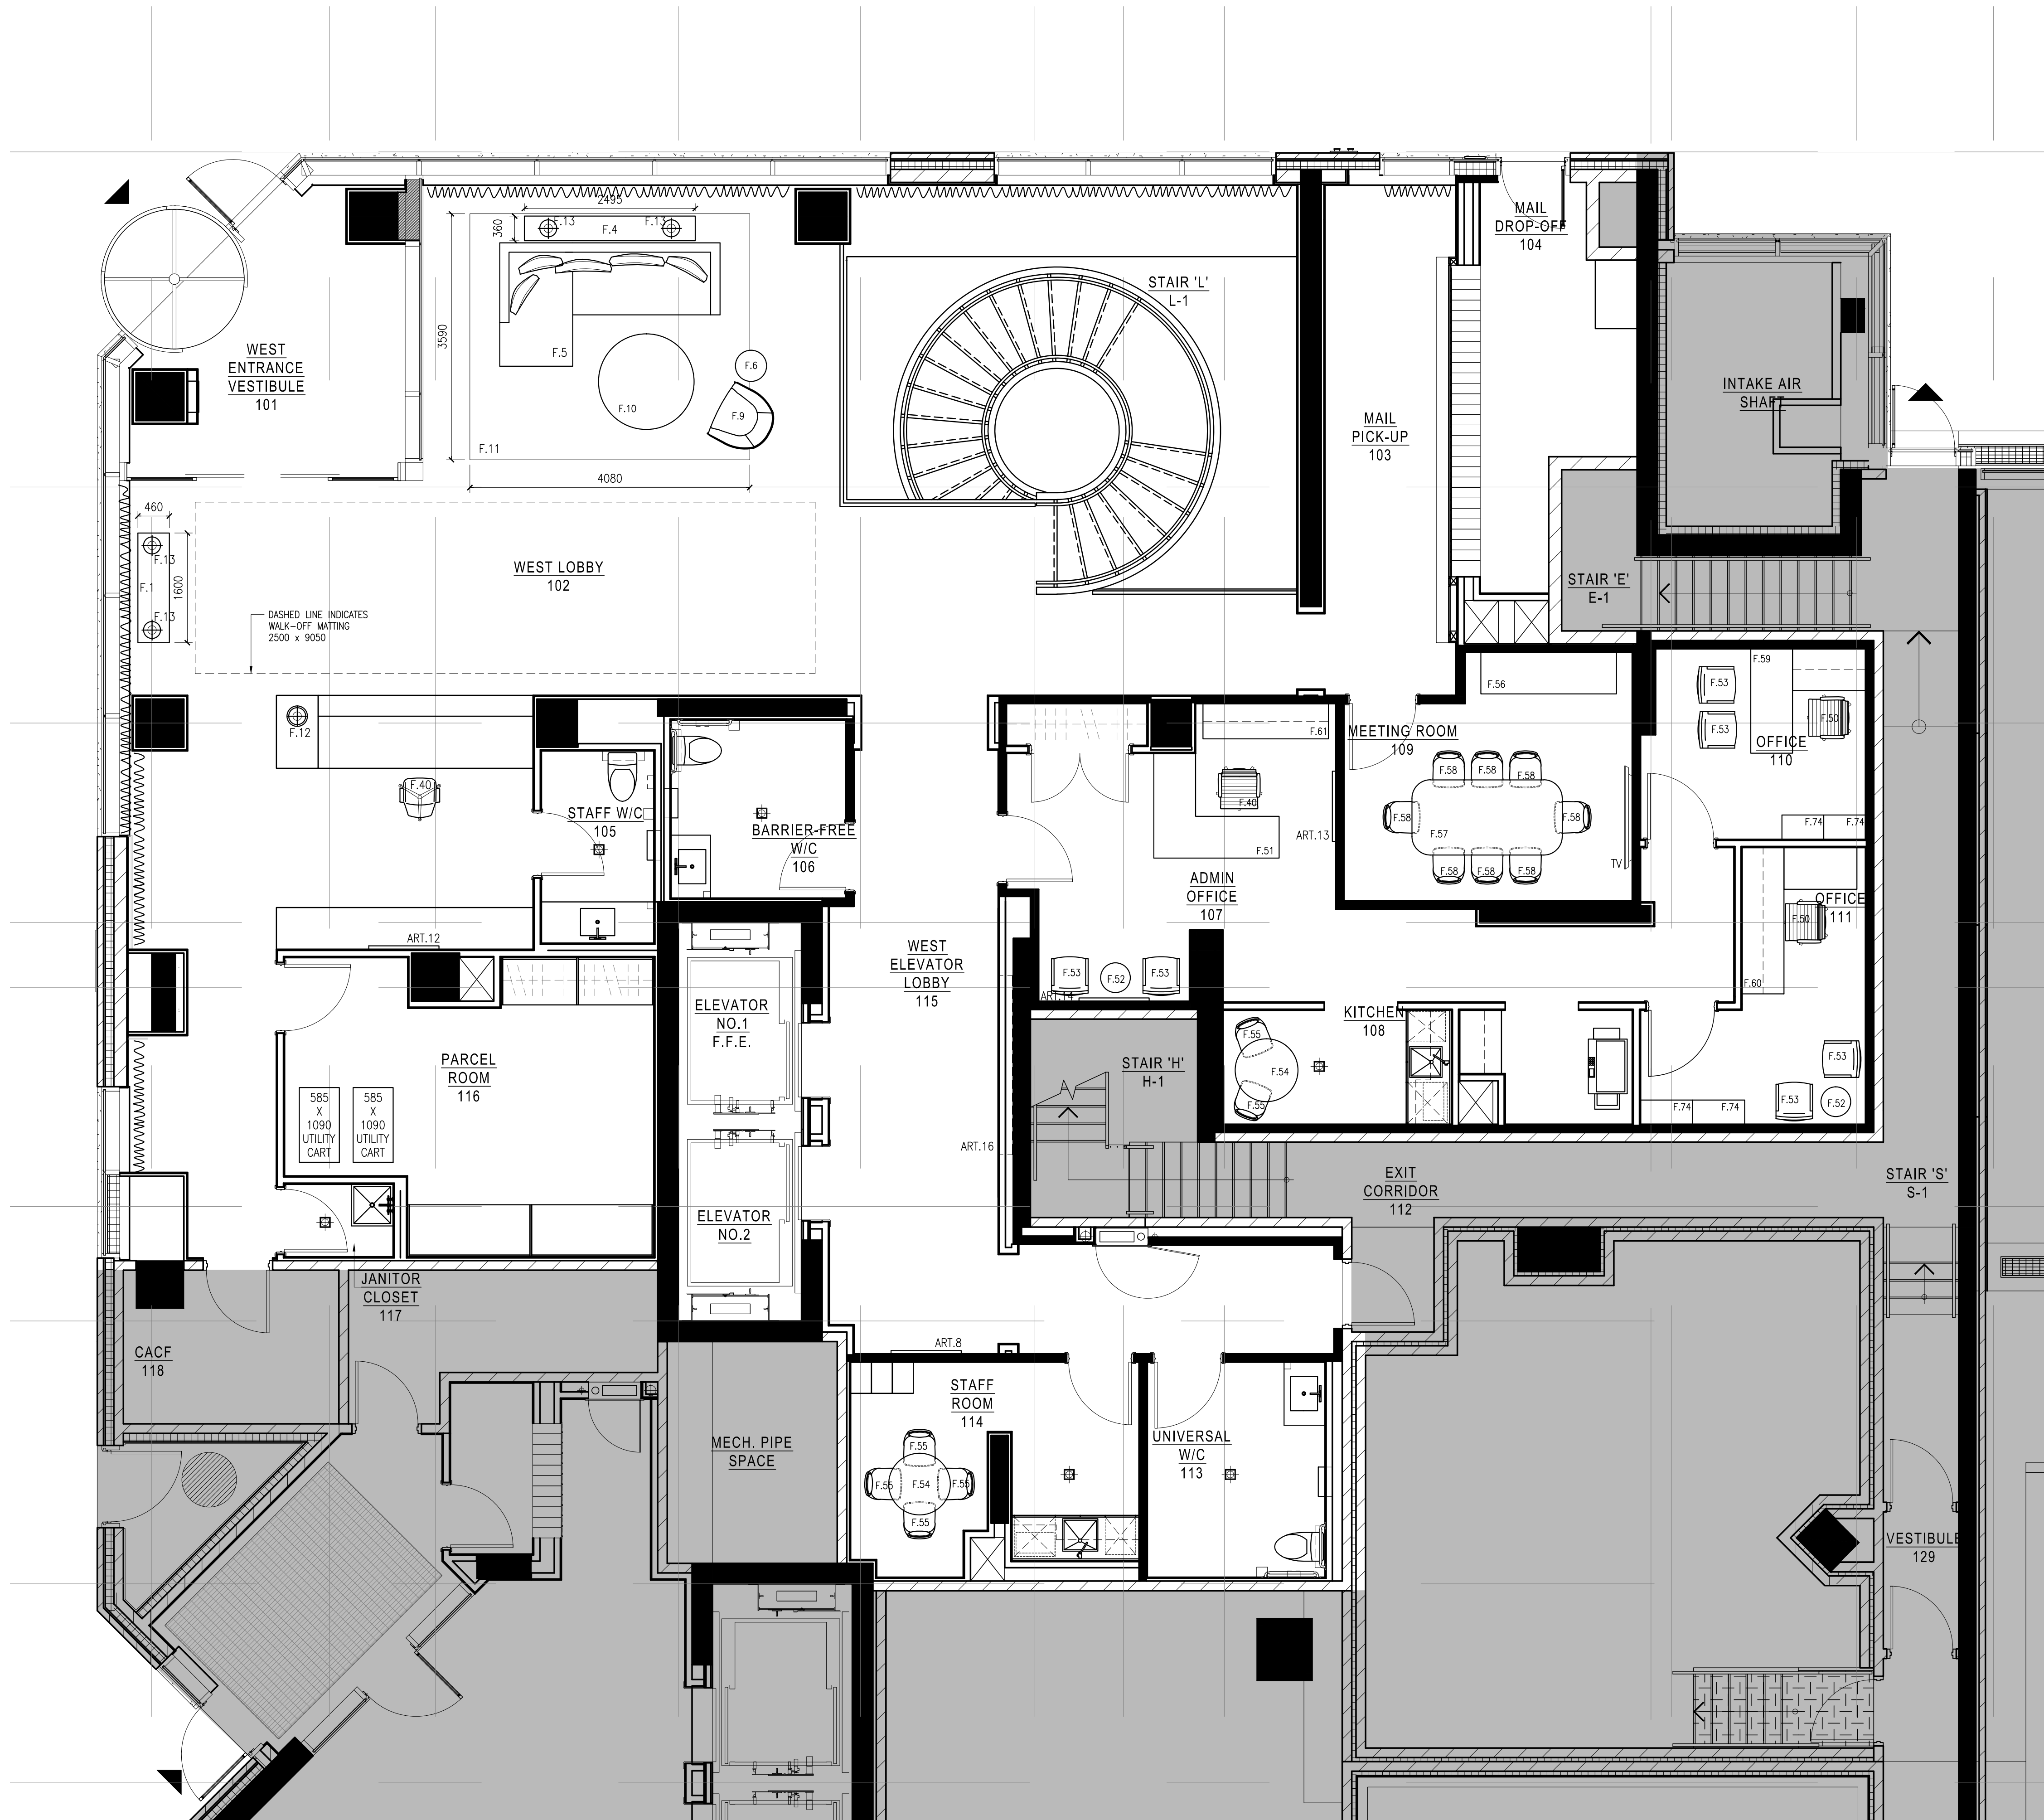 2495
F.13
F.13
360
F.4
3590
F.5
F.6
F.10
F.9
F.11
4080
WEST
ENTRANCE
VESTIBULE
101
STAIR 'L'
L-1
MAIL
DROP-OFF
104
MAIL
PICK-UP
103
INTAKE AIR
SHAFT
460
F.13
F.1
1600
F.13
WEST LOBBY
102
DASHED LINE INDICATES
WALK-OFF MATTING
2500 x 9050
STAIR 'E'
E-1
F.12
F.40
STAFF W/C
105
BARRIER-FREE
W/C
106
F.61
F.40
ART.13
F.51
ADMIN
OFFICE
107
F.56
MEETING ROOM
109
F.58
F.58
F.58
F.58
F.57
F.58
F.58
F.58
F.58
TV
F.59
F.53
F.53
F.50
OFFICE
110
F.74
F.74
OFFICE
111
F.50
F.60
ART.12
WEST
ELEVATOR
LOBBY
115
F.53
F.52
F.53
ART.14
ELEVATOR
NO.1
F.F.E.
PARCEL
ROOM
116
585
X
1090
UTILITY
CART
585
X
1090
UTILITY
CART
STAIR 'H'
H-1
KITCHEN
108
F.55
F.54
F.55
F.53
F.53
F.52
F.74
F.74
ART.16
EXIT
CORRIDOR
112
STAIR 'S'
S-1
ELEVATOR
NO.2
JANITOR
CLOSET
117
CACF
118
ART.8
STAFF
ROOM
114
F.55
F.55
F.54
F.55
F.55
MECH. PIPE
SPACE
UNIVERSAL
W/C
113
VESTIBULE
129